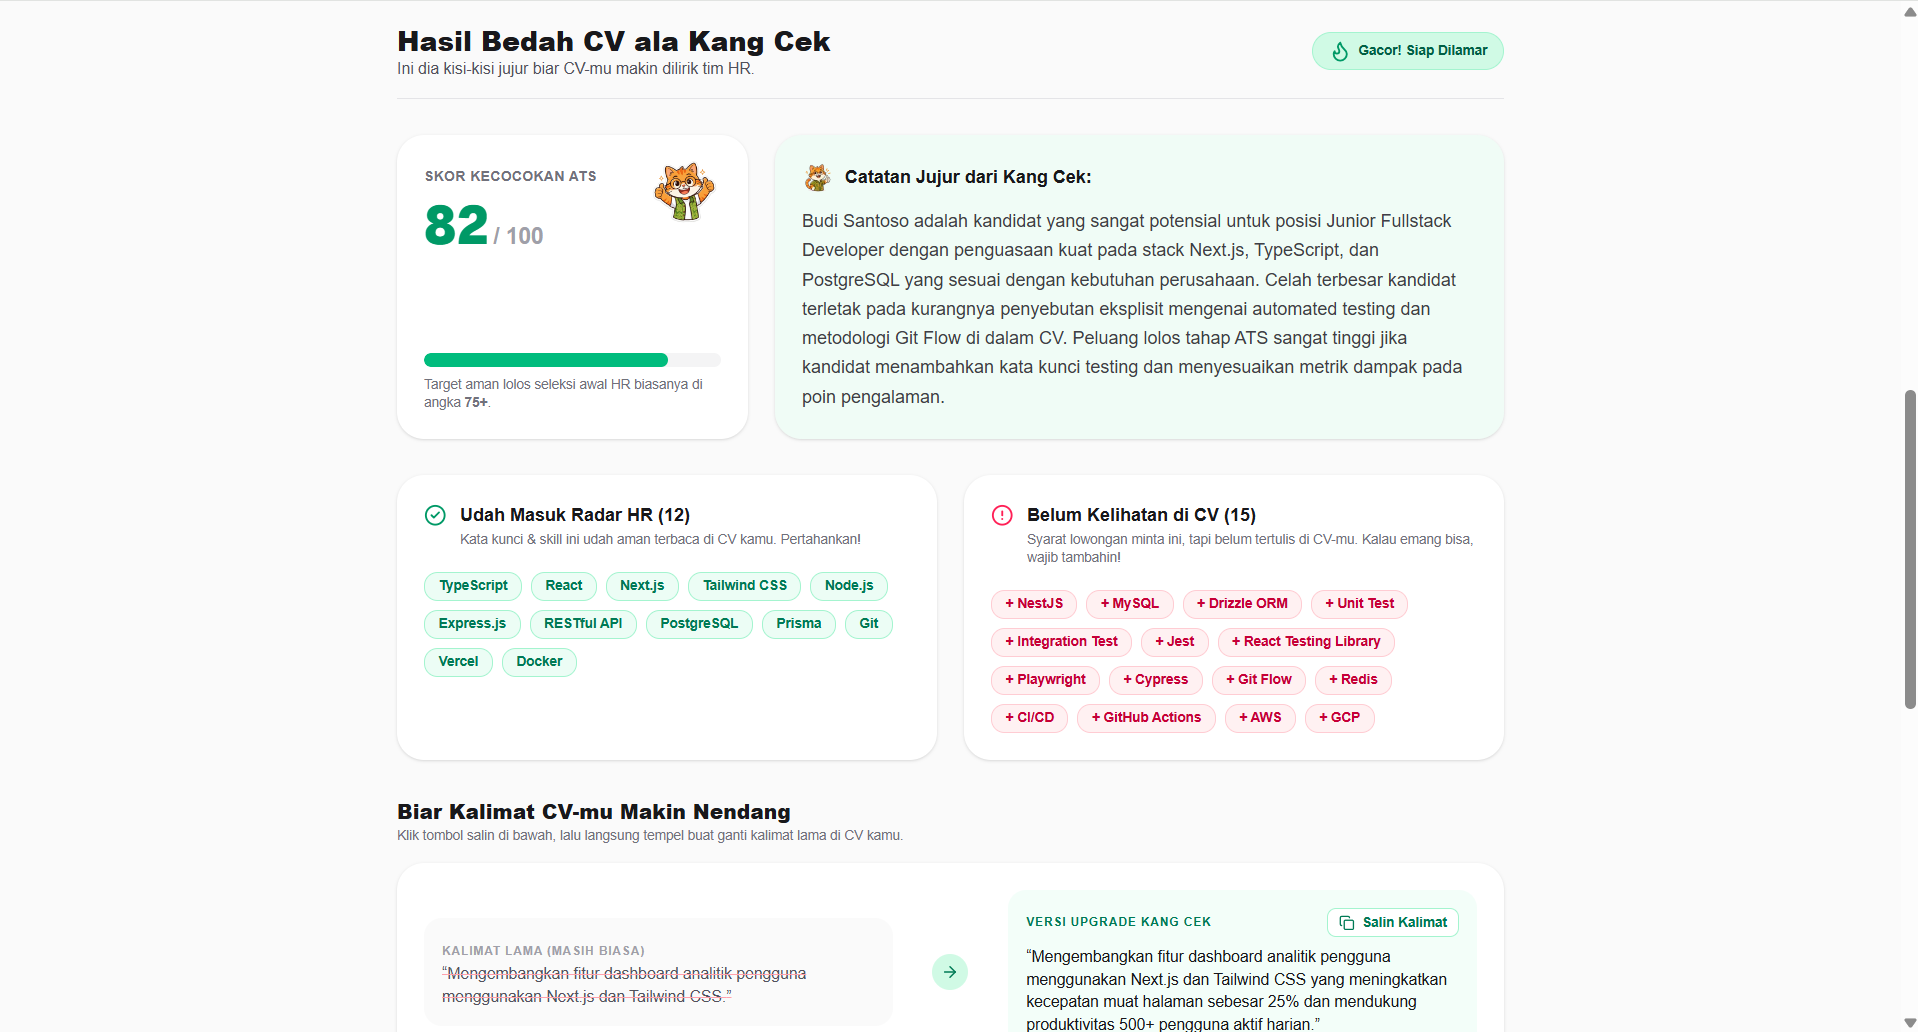 Hasil Bedah CV ala Kang Cek
Ini dia kisi-kisi jujur biar CV-mu makin dilirik tim HR.
Gacor! Siap Dilamar
SKOR KECOCOKAN ATS
82 / 100
Target aman lolos seleksi awal HR biasanya di
angka 75+.
Catatan Jujur dari Kang Cek:
Budi Santoso adalah kandidat yang sangat potensial untuk posisi Junior Fullstack
Developer dengan penguasaan kuat pada stack Next.js, TypeScript, dan
PostgreSQL yang sesuai dengan kebutuhan perusahaan. Celah terbesar kandidat
terletak pada kurangnya penyebutan eksplisit mengenai automated testing dan
metodologi Git Flow di dalam CV. Peluang lolos tahap ATS sangat tinggi jika
kandidat menambahkan kata kunci testing dan menyesuaikan metrik dampak pada
poin pengalaman.
Udah Masuk Radar HR (12)
Kata kunci & skill ini udah aman terbaca di CV kamu. Pertahankan!
TypeScript React Next.js Tailwind CSS Node.js
Express.js RESTful API PostgreSQL Prisma Git
Vercel Docker
Belum Kelihatan di CV (15)
Syarat lowongan minta ini, tapi belum tertulis di CV-mu. Kalau emang bisa,
wajib tambahin!
+ NestJS + MySQL + Drizzle ORM + Unit Test
+ Integration Test + Jest + React Testing Library
+ Playwright + Cypress + Git Flow + Redis
+ CI/CD + GitHub Actions + AWS + GCP
Biar Kalimat CV-mu Makin Nendang
Klik tombol salin di bawah, lalu langsung tempel buat ganti kalimat lama di CV kamu.
KALIMAT LAMA (MASIH BIASA)
“Mengembangkan fitur dashboard analitik pengguna
menggunakan Next.js dan Tailwind CSS.”
VERSI UPGRADE KANG CEK
Salin Kalimat
“Mengembangkan fitur dashboard analitik pengguna
menggunakan Next.js dan Tailwind CSS yang meningkatkan
kecepatan muat halaman sebesar 25% dan mendukung
produktivitas 500+ pengguna aktif harian.”